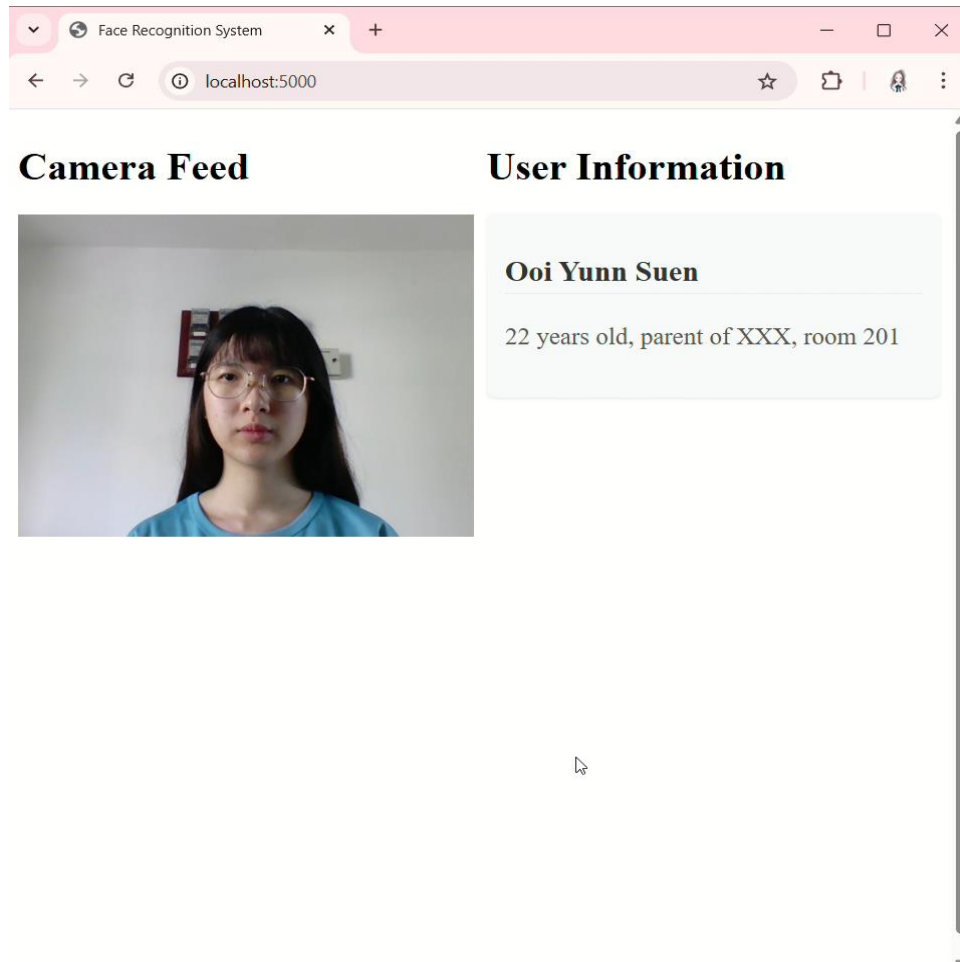 Face Recognition System
localhost:5000
Camera Feed
User Information
Ooi Yunn Suen
22 years old, parent of XXX, room 201